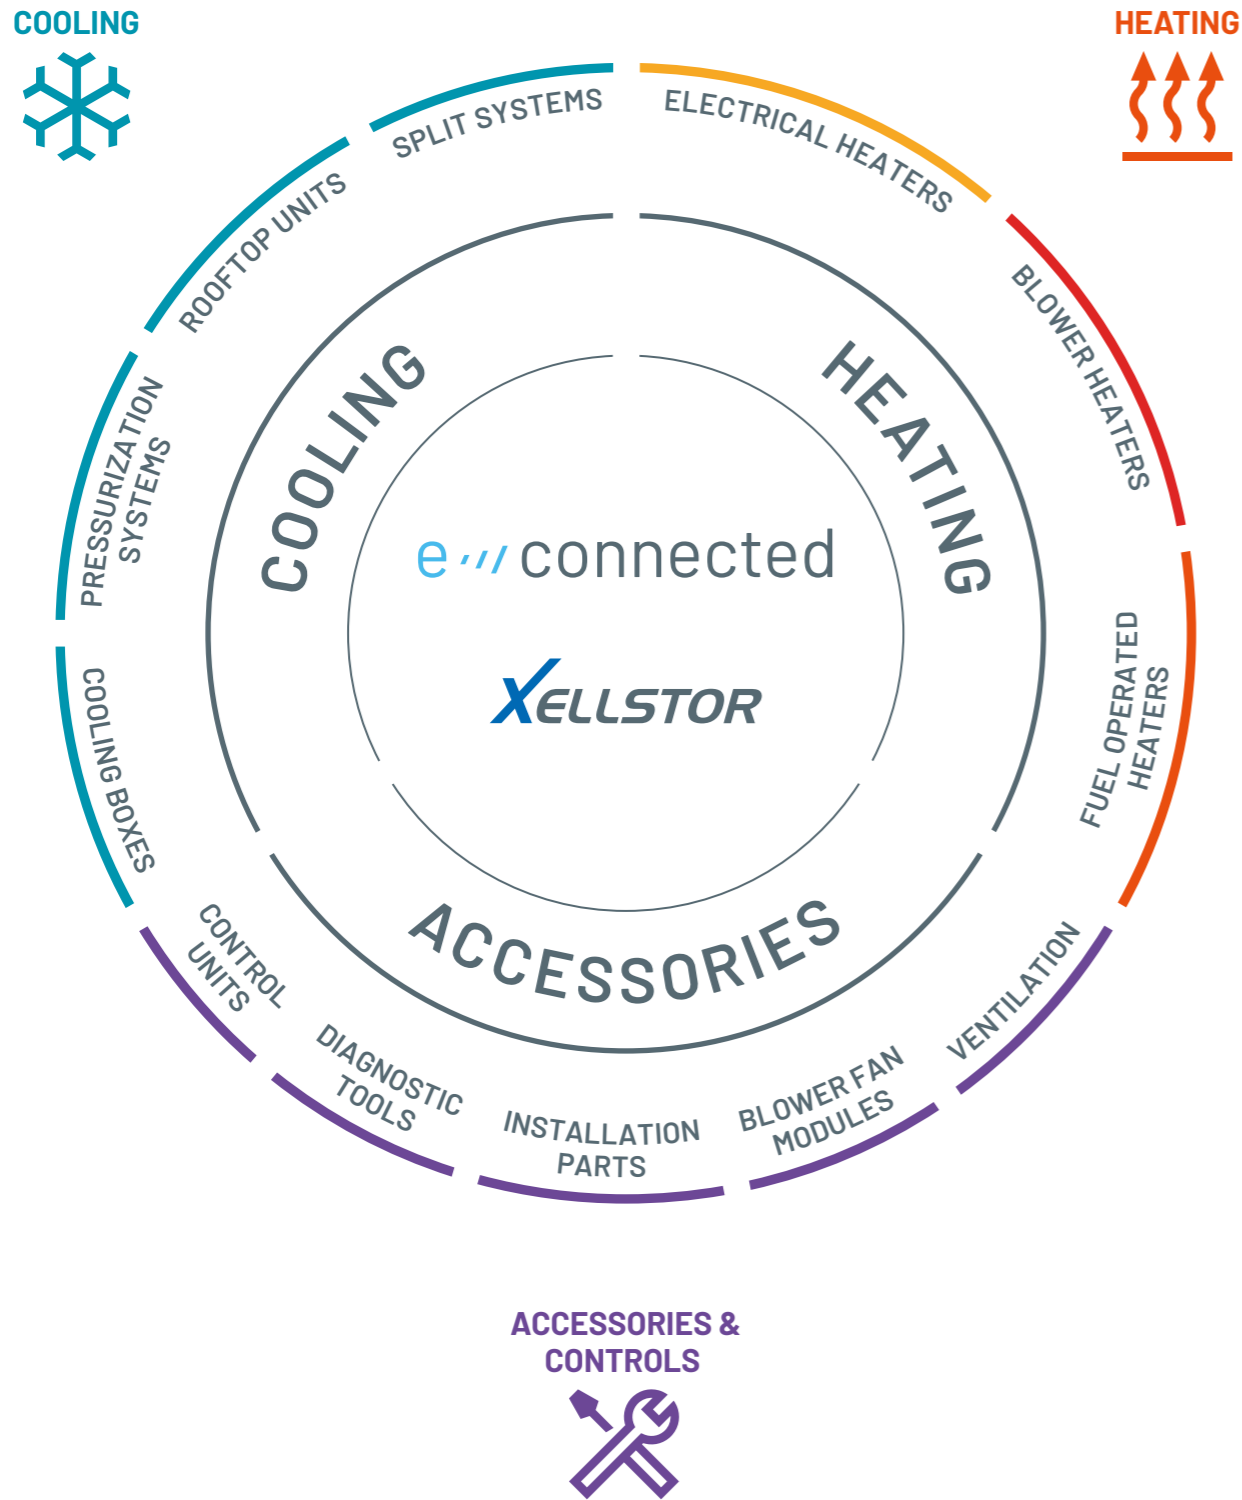 COOLING
HEATING
SPLIT SYSTEMS
ELECTRICAL HEATERS
ROOFTOP UNITS
BLOWER HEATERS
COOLING
HEATING
PRESSURIZATION
SYSTEMS
e connected
FUEL OPERATED
HEATERS
XELLSTOR
COOLING BOXES
ACCESSORIES
CONTROL
UNITS
VENTILATION
DIAGNOSTIC
TOOLS
BLOWER FAN
MODULES
INSTALLATION
PARTS
ACCESSORIES &
CONTROLS